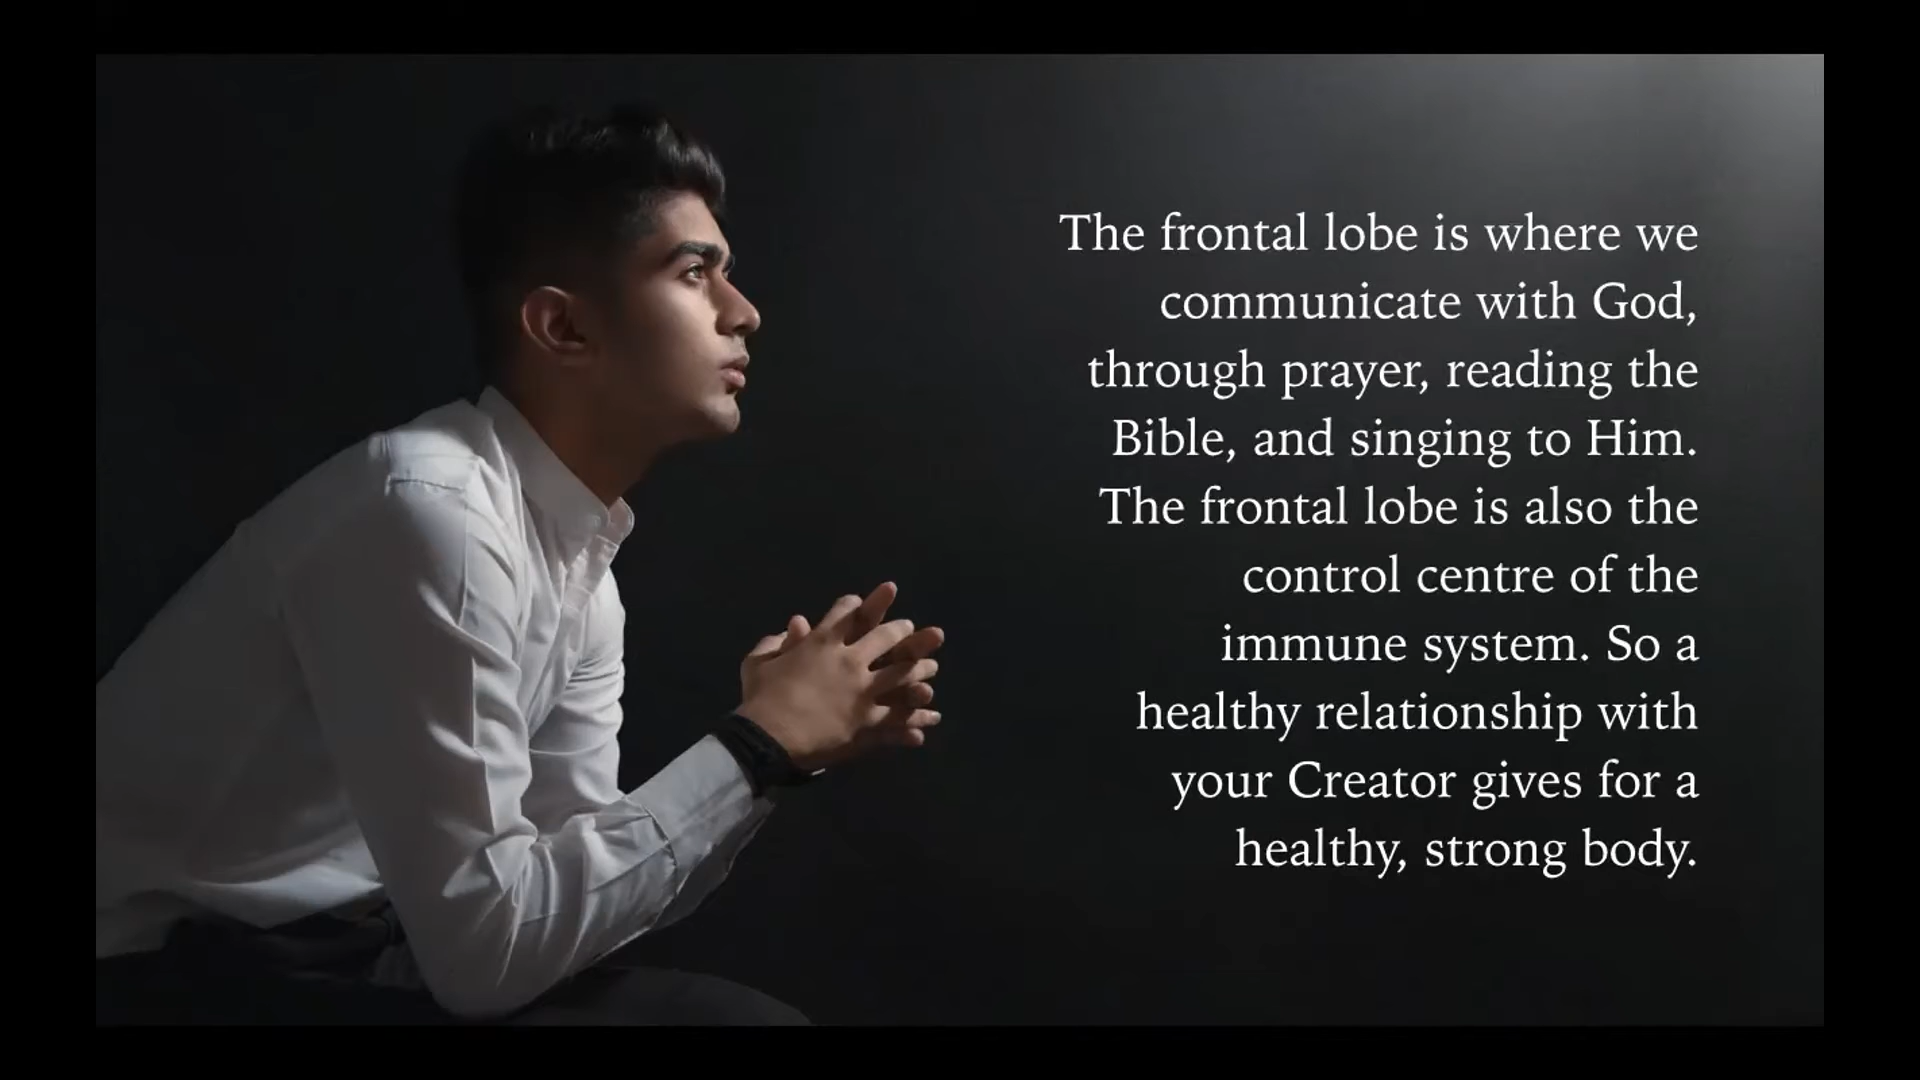 The frontal lobe is where we
communicate with God,
through prayer, reading the
Bible, and singing to Him.
The frontal lobe is also the
control centre of the
immune system. So a
healthy relationship with
your Creator gives for a
healthy, strong body.